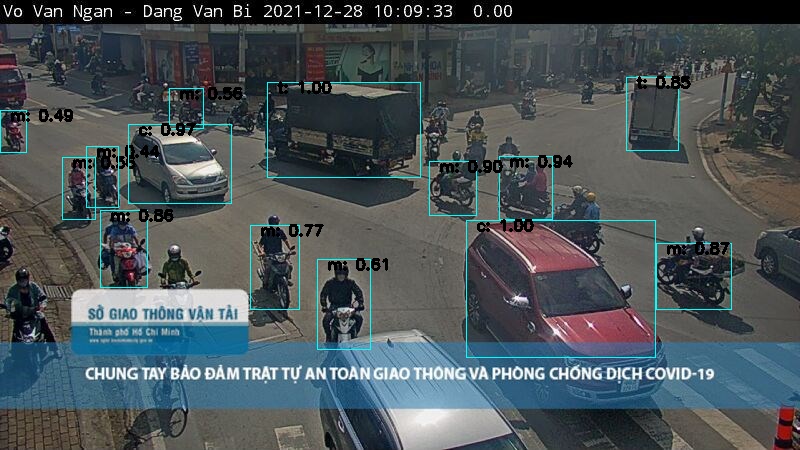 Vo Van Ngan - Dang Van Bi 2021-12-28 10:09:33 0.00
m: 0.56
t: 1.00
t: 0.85
m: 0.49
c: 0.97
m: 0.44
m: 0.90
m: 0.94
m: 0.86
m: 0.77
c: 1.00
m: 0.87
m: 0.61
SỞ GIAO THÔNG VẬN TẢI
Thành phố Hồ Chí Minh
CHUNG TAY BẢO ĐẢM TRẬT TỰ AN TOÀN GIAO THÔNG VÀ PHÒNG CHỐNG DỊCH COVID-19